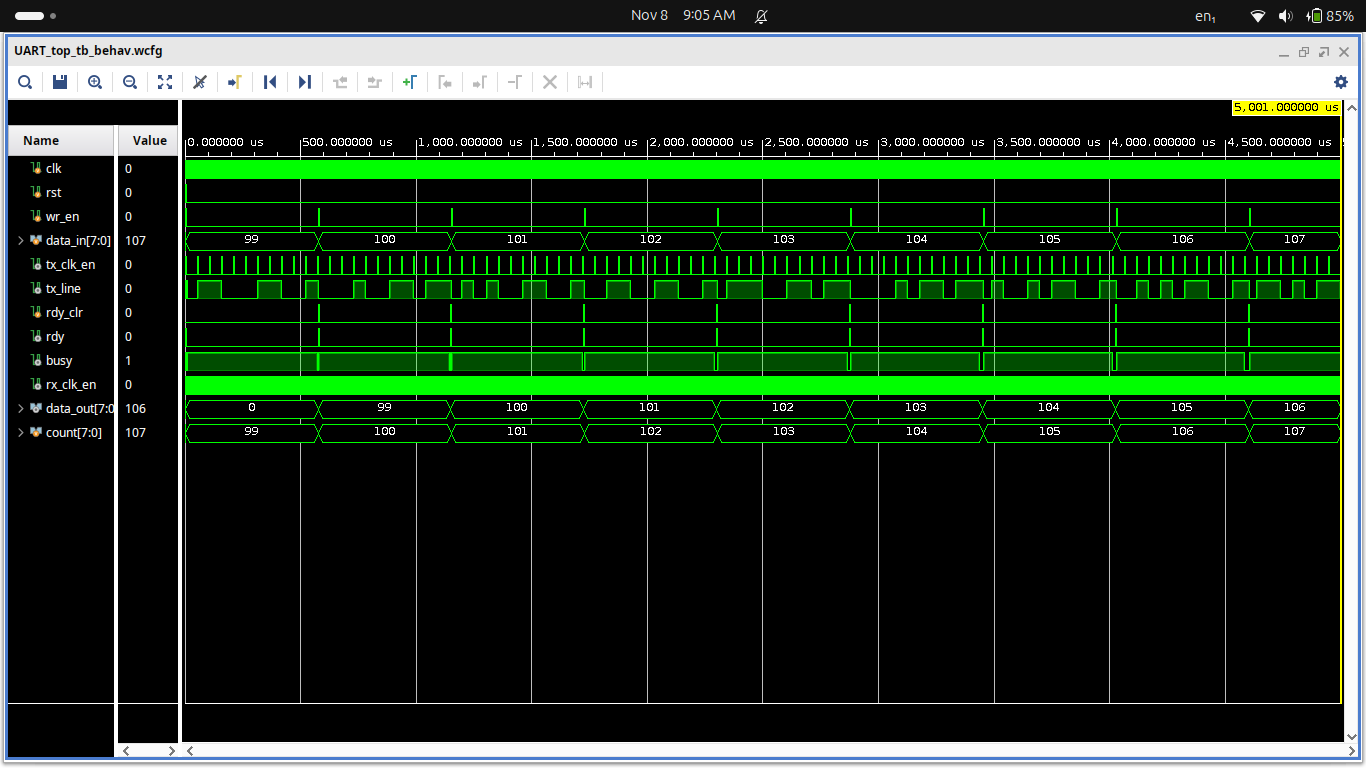 Nov 8 9:05 AM en₁ 85%
UART_top_tb_behav.wcfg
5,001.000000 us
Name Value
0.000000 us 500.000000 us 1,000.000000 us 1,500.000000 us 2,000.000000 us 2,500.000000 us 3,000.000000 us 3,500.000000 us 4,000.000000 us 4,500.000000 us
clk 0
rst 0
wr_en 0
data_in[7:0] 107 99 100 101 102 103 104 105 106 107
tx_clk_en 0
tx_line 0
rdy_clr 0
rdy 0
busy 1
rx_clk_en 0
data_out[7:0 106 0 99 100 101 102 103 104 105 106
count[7:0] 107 99 100 101 102 103 104 105 106 107